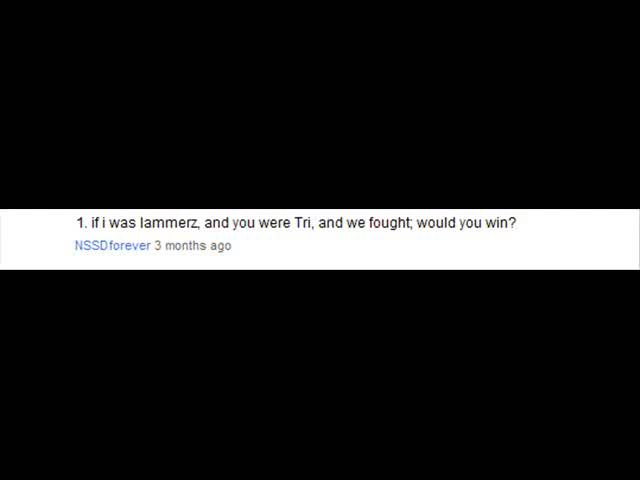 1. if i was lammerz, and you were Tri, and we fought; would you win?
NSSDforever 3 months ago